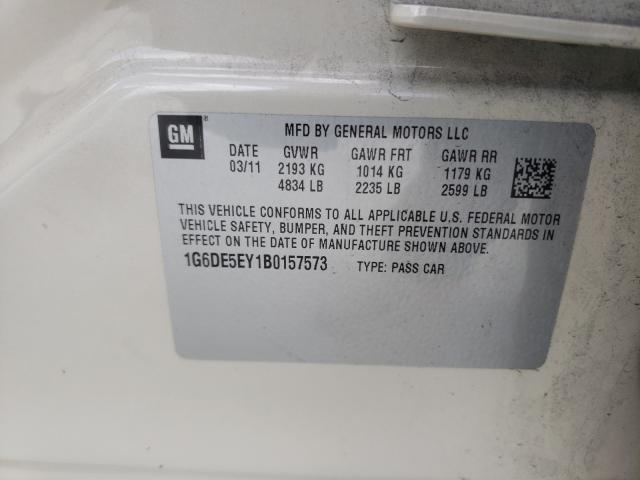 GM ®
MFD BY GENERAL MOTORS LLC
DATE GVWR GAWR FRT GAWR RR
03/11 2193 KG 1014 KG 1179 KG
4834 LB 2235 LB 2599 LB
THIS VEHICLE CONFORMS TO ALL APPLICABLE U.S. FEDERAL MOTOR
VEHICLE SAFETY, BUMPER, AND THEFT PREVENTION STANDARDS IN
EFFECT ON THE DATE OF MANUFACTURE SHOWN ABOVE.
1G6DE5EY1B0157573 TYPE: PASS CAR